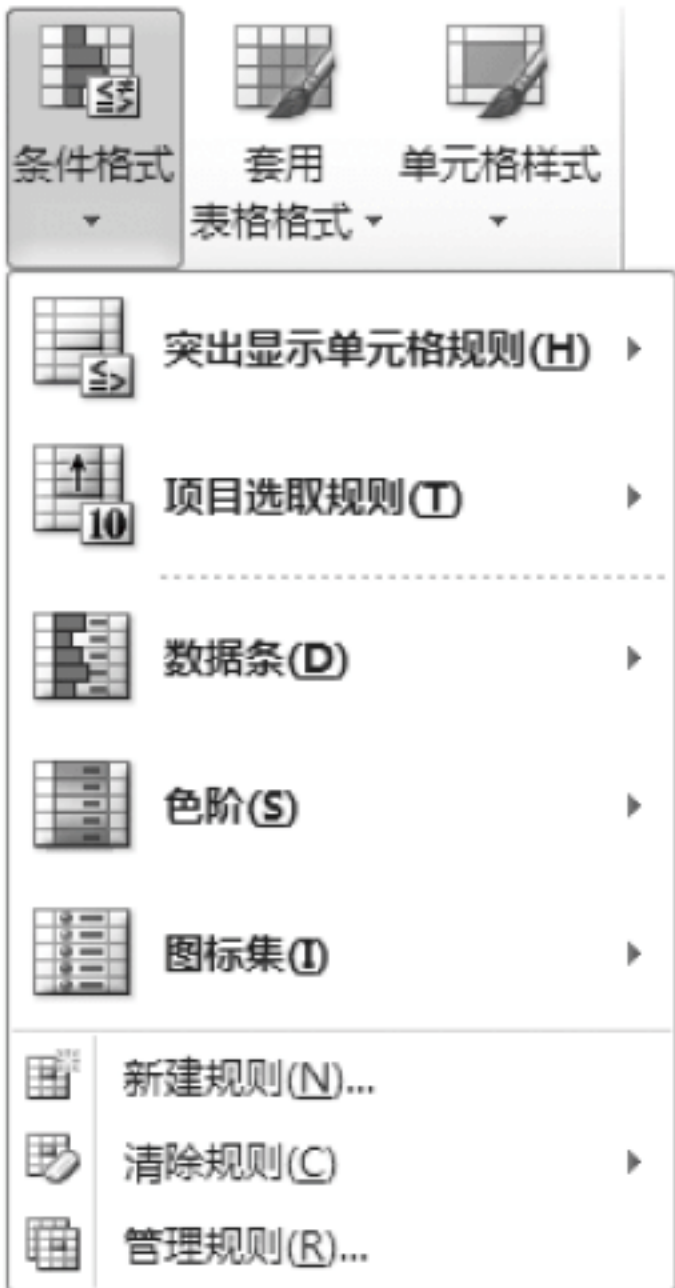 条件格式
套用
表格格式
单元格样式
突出显示单元格规则(H)
项目选取规则(T)
10
数据条(D)
色阶(S)
图标集(I)
新建规则(N)...
清除规则(C)
管理规则(R)...